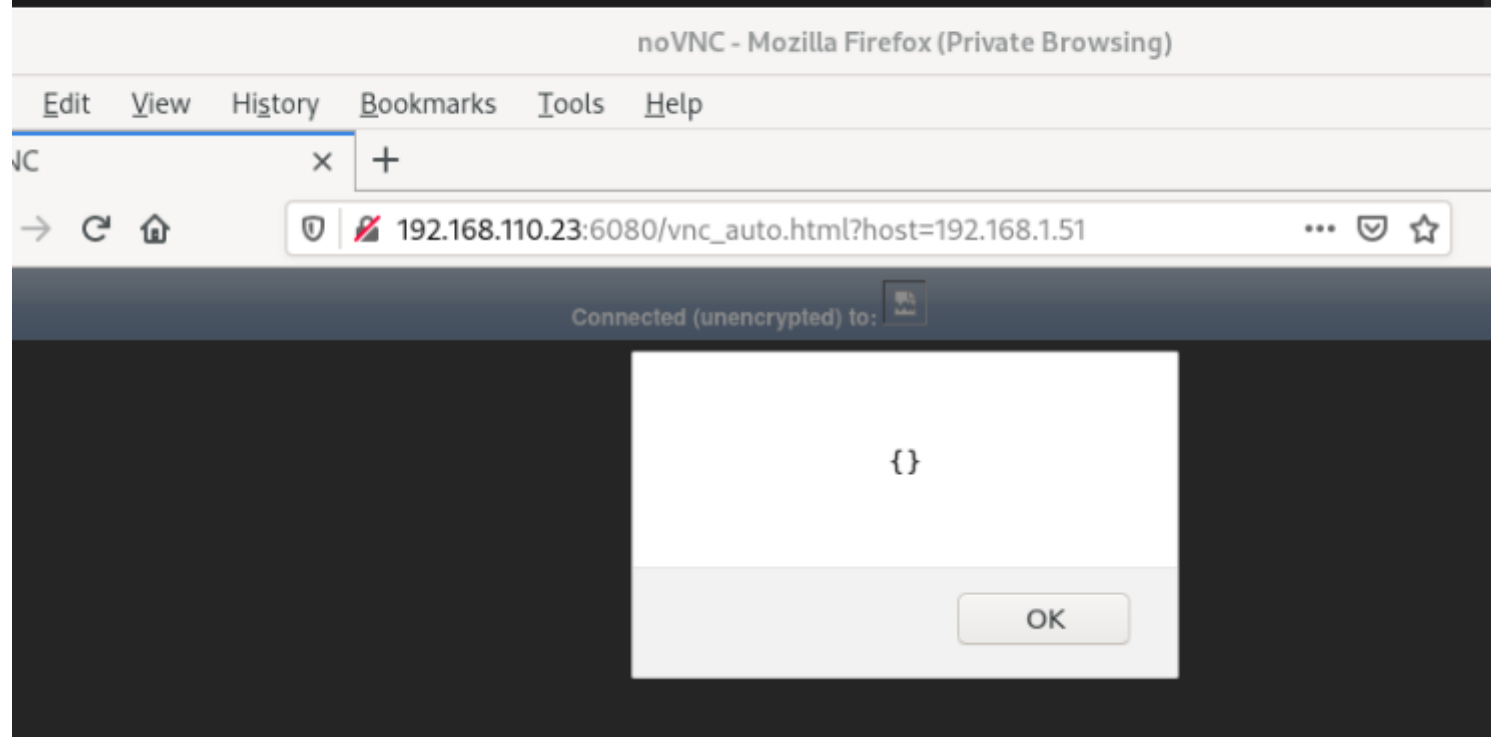 noVNC - Mozilla Firefox (Private Browsing)
Edit View History Bookmarks Tools Help
NC × +
192.168.110.23:6080/vnc_auto.html?host=192.168.1.51
Connected (unencrypted) to:
{}
OK